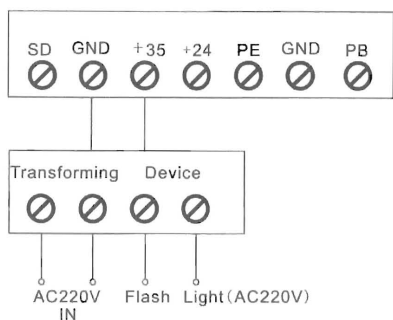 SD GND +35 +24 PE GND PB
Transforming Device
AC220V Flash Light(AC220V)
IN